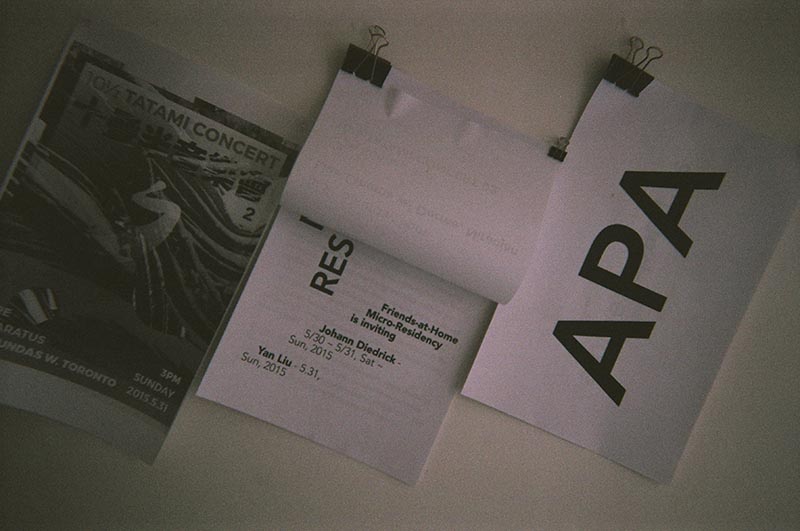 10½ TATAMI CONCERT
2
RE
ARATUS
UNDAS W. TORONTO
3PM
SUNDAY
2015.5.31
RES
Friends-at-Home
Micro-Residency
is inviting
Johann Diedrick -
5/30 – 5/31, Sat –
Sun, 2015
Yan Liu - 5.31,
Sun, 2015
APA